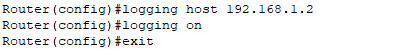 Router(config)#logging host 192.168.1.2
Router(config)#logging on
Router(config)#exit